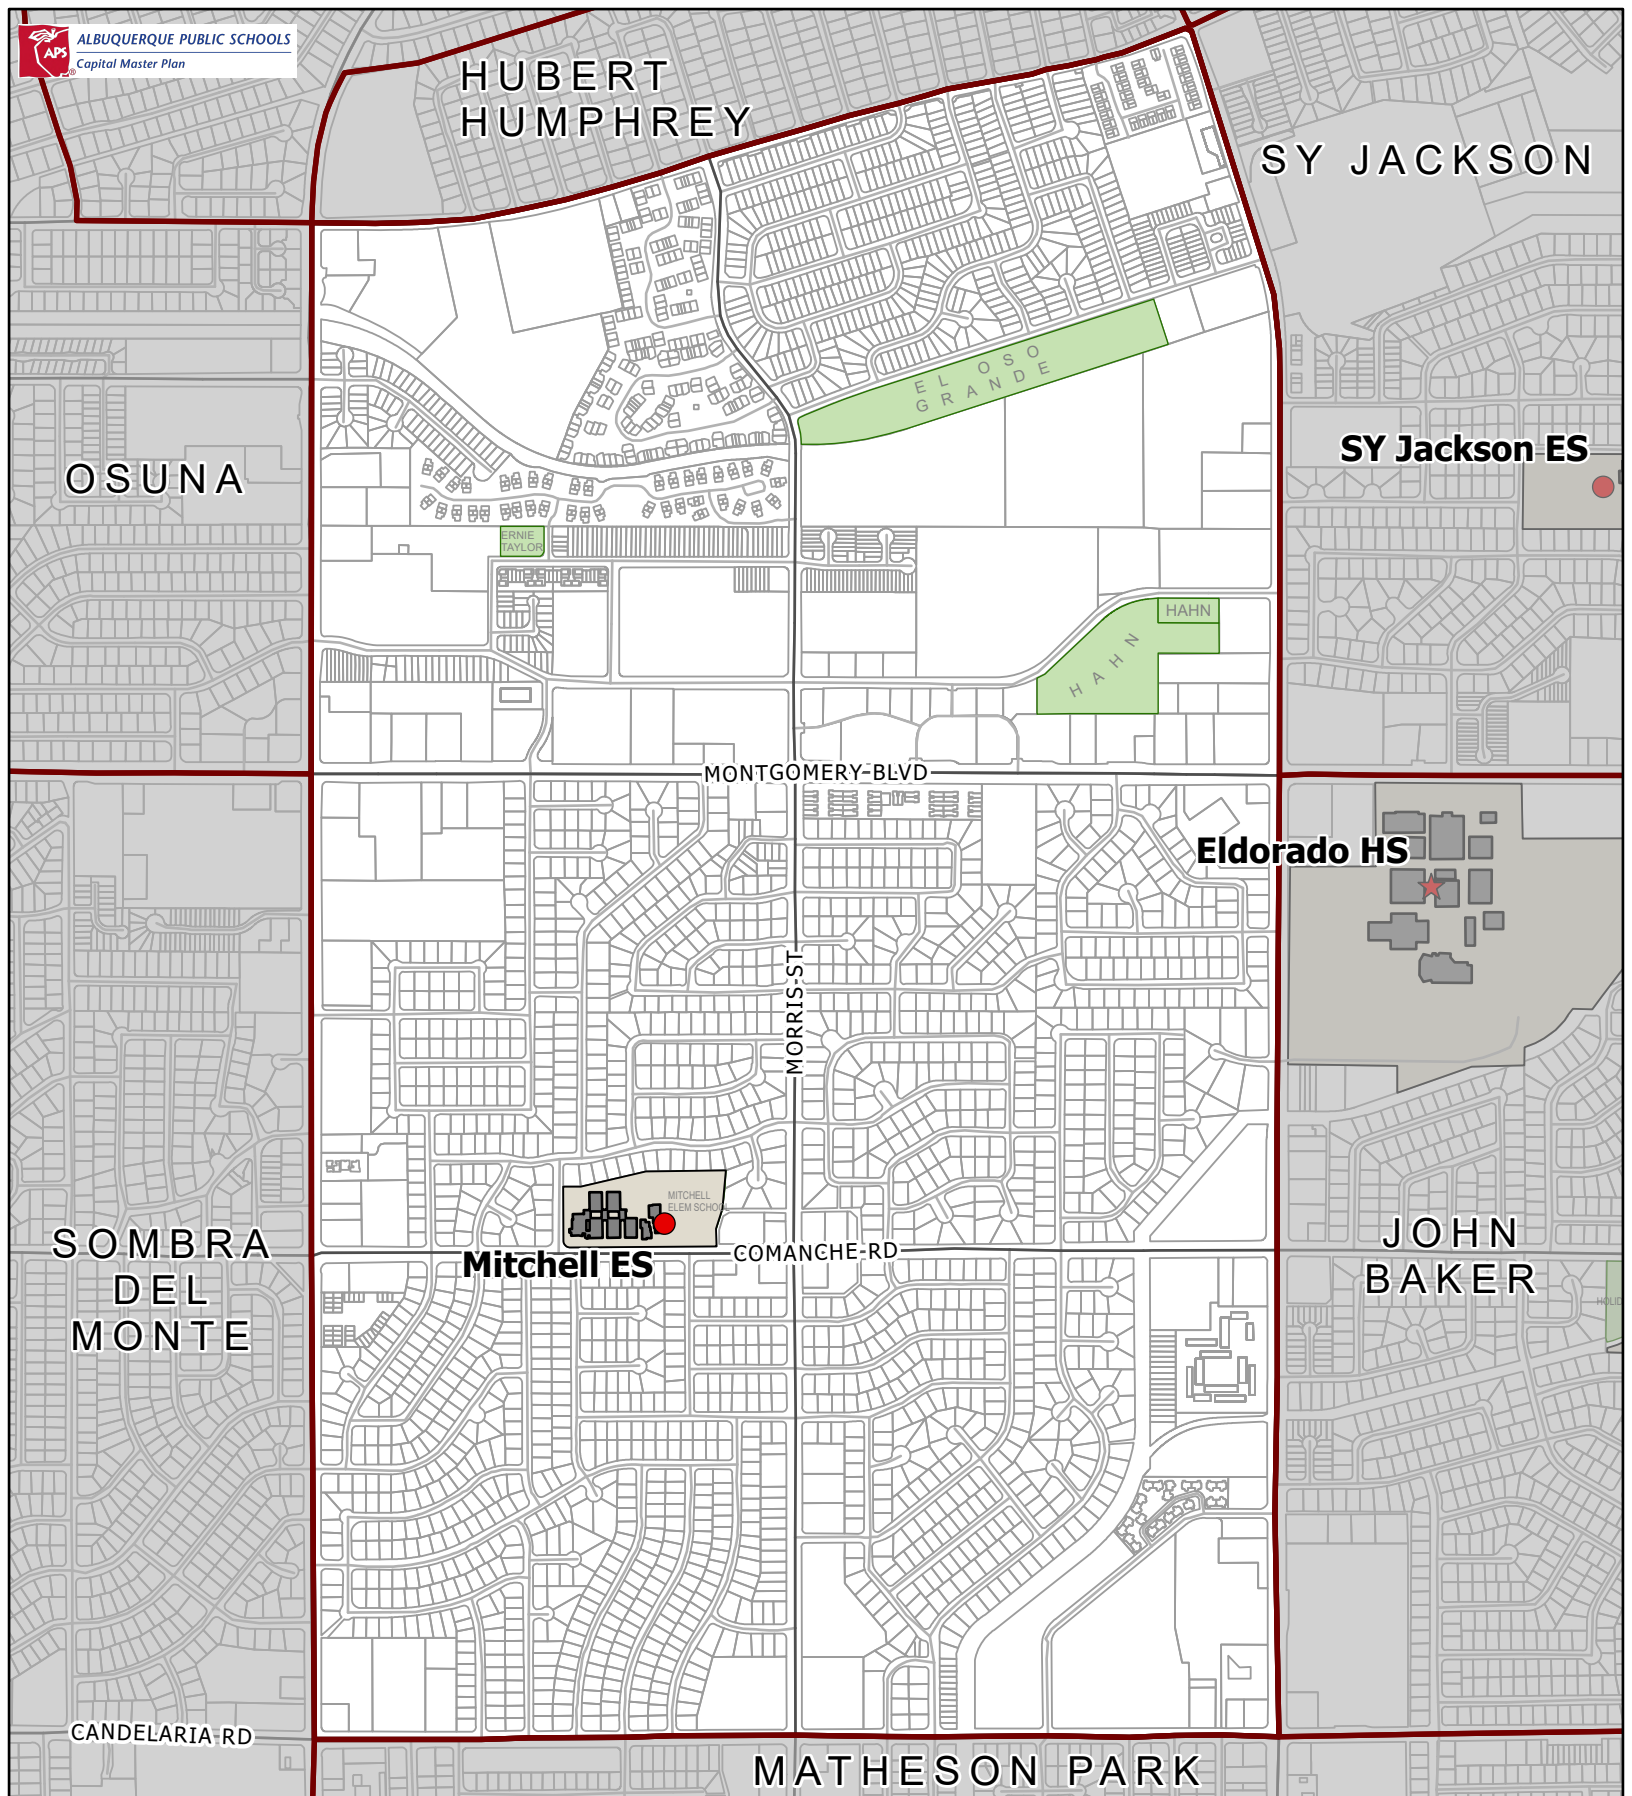 ALBUQUERQUE PUBLIC SCHOOLS
APS
®
Capital Master Plan
HUBERT
HUMPHREY
SY JACKSON
EL OSO
GRANDE
SY Jackson ES
OSUNA
ERNIE
TAYLOR
HAHN
HAHN
MONTGOMERY BLVD
Eldorado HS
MORRIS ST
MITCHELL
ELEM SCHOOL
Mitchell ES
COMANCHE RD
SOMBRA
DEL
MONTE
JOHN
BAKER
HOLID
CANDELARIA RD
MATHESON PARK